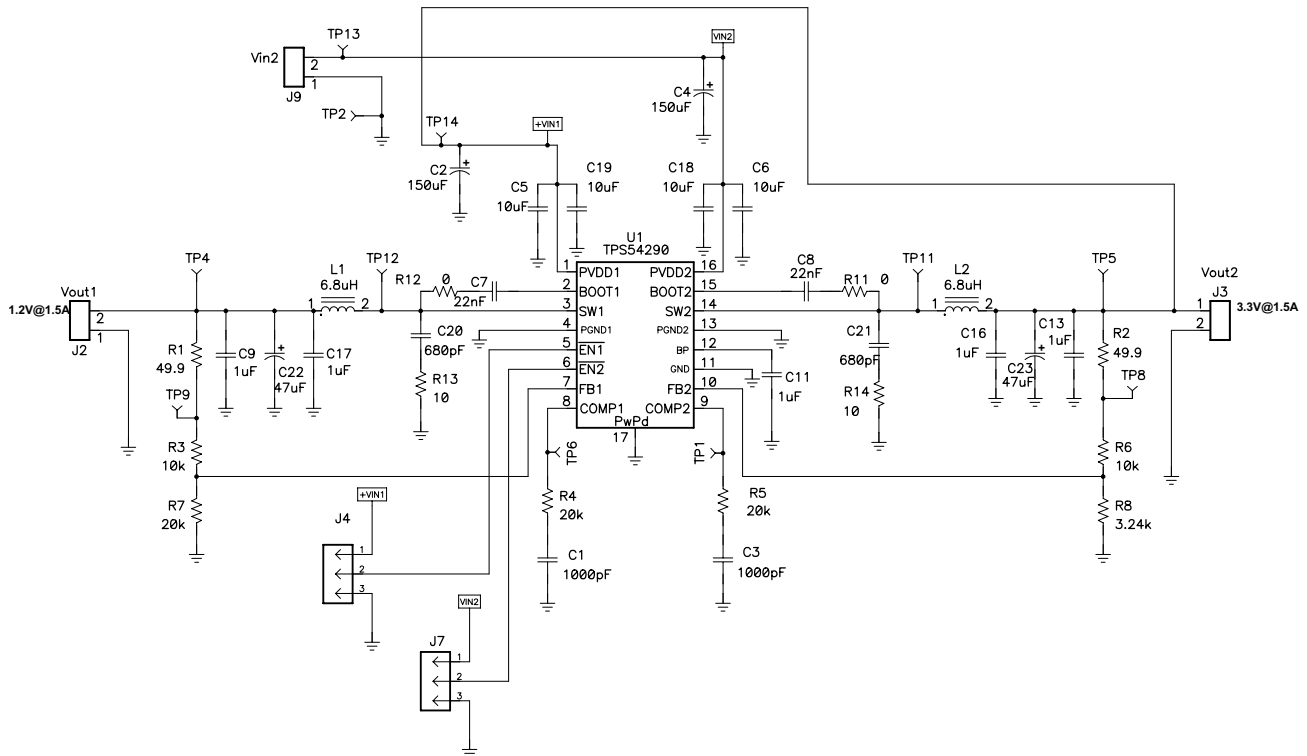 TP13
VIN2
Vin2
2
1
J9
TP2
C4
150uF
TP14
+VIN1
C2
150uF
C19
10uF
C5
10uF
C18
10uF
C6
10uF
U1
TPS54290
TP4
L1
6.8uH
TP12
R12
0
C7
22nF
1 PVDD1 PVDD2 16
2 BOOT1 BOOT2 15
3 SW1 SW2 14
4 PGND1 PGND2 13
5 EN1 BP 12
6 EN2 GND 11
7 FB1 FB2 10
8 COMP1 COMP2 9
PwPd
17
C8
22nF
R11
0
TP11
L2
6.8uH
TP5
Vout2
J3
1
2
3.3V@1.5A
Vout1
1.2V@1.5A
2
1
J2
1
2
1
2
R1
49.9
C9
1uF
C22
47uF
C17
1uF
C20
680pF
R13
10
C21
680pF
R14
10
C11
1uF
C16
1uF
C23
47uF
C13
1uF
R2
49.9
TP9
TP8
R3
10k
R7
20k
R6
10k
R8
3.24k
TP6
TP1
R4
20k
C1
1000pF
R5
20k
C3
1000pF
+VIN1
J4
1
2
3
VIN2
J7
1
2
3